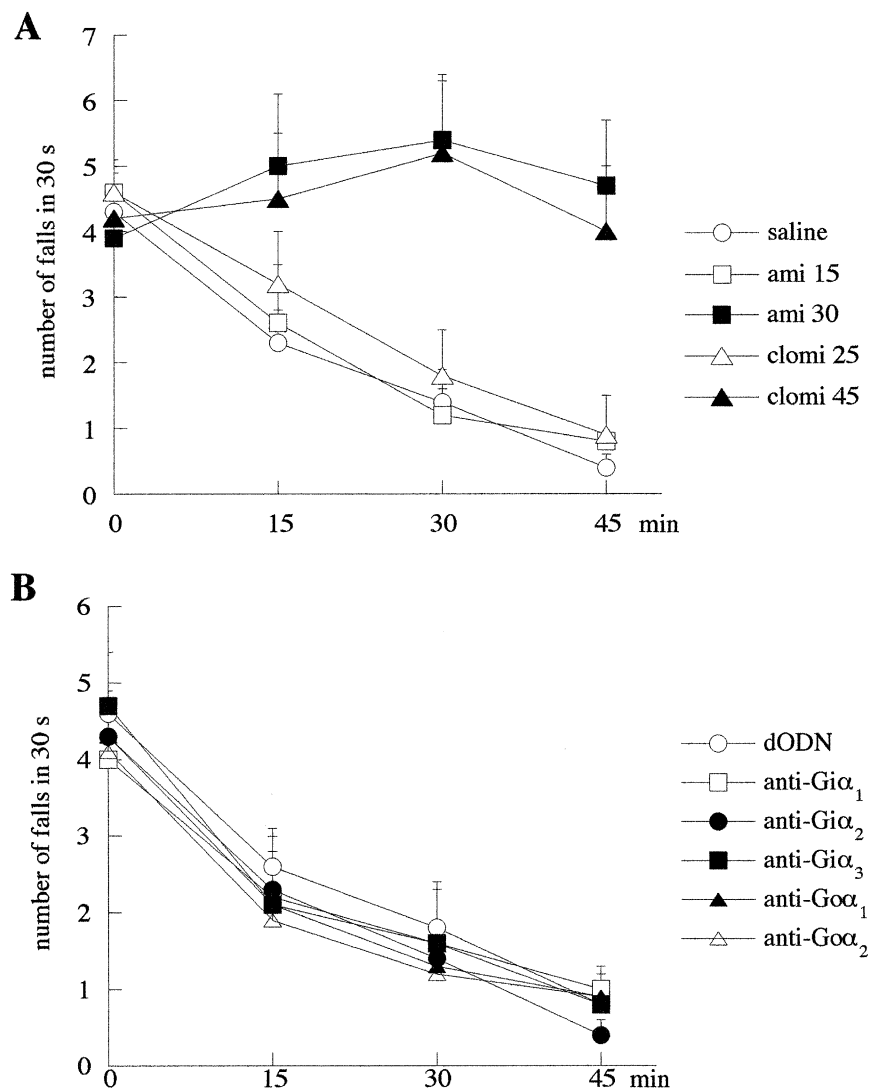 A
number of falls in 30 s
7
6
5
4
3
2
1
0
0 15 30 45 min
saline
ami 15
ami 30
clomi 25
clomi 45
B
number of falls in 30 s
6
5
4
3
2
1
0
0 15 30 45 min
dODN
anti-Giα₁
anti-Giα₂
anti-Giα₃
anti-Goα₁
anti-Goα₂